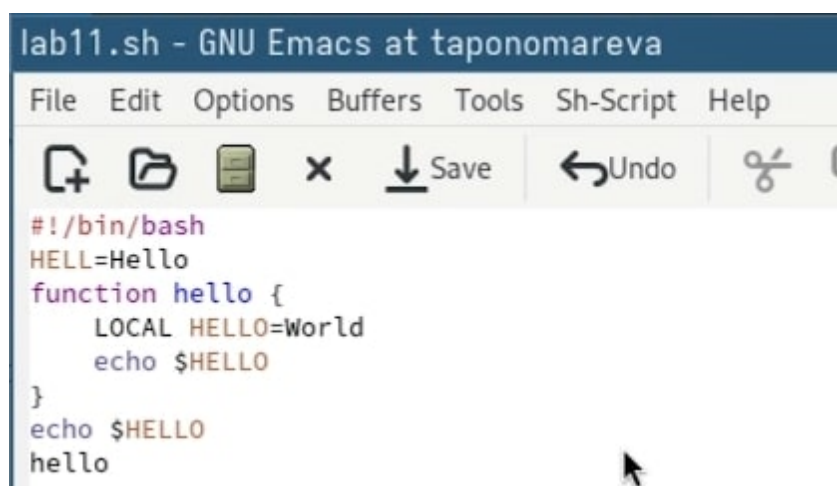 lab11.sh - GNU Emacs at taponomareva
File Edit Options Buffers Tools Sh-Script Help
Save Undo
#!/bin/bash
HELL=Hello
function hello {
LOCAL HELLO=World
echo $HELLO
}
echo $HELLO
hello